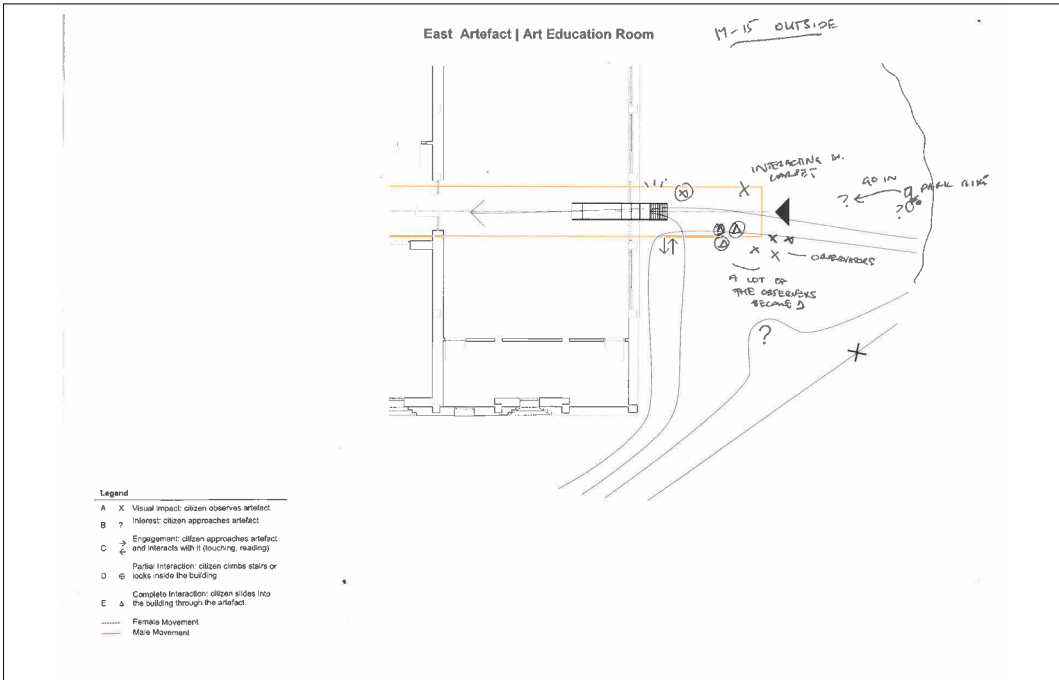 East Artefact | Art Education Room
M-15 OUTSIDE
INTERACTING W.
CARPET
GO IN
PARK BIKE
?
?
OBSERVATORS
A LOT OF
THE OBSERVERS
BECOME Δ
?
Legend
A X Visual Impact: citizen observes artefact
B ? Interest: citizen approaches artefact
Engagement: citizen approaches artefact
C → ← and interacts with it (touching, reading)
Partial Interaction: citizen climbs stairs or
D ⊕ looks inside the building
Complete Interaction: citizen slides into
E Δ the building through the artefact.
Female Movement
Male Movement